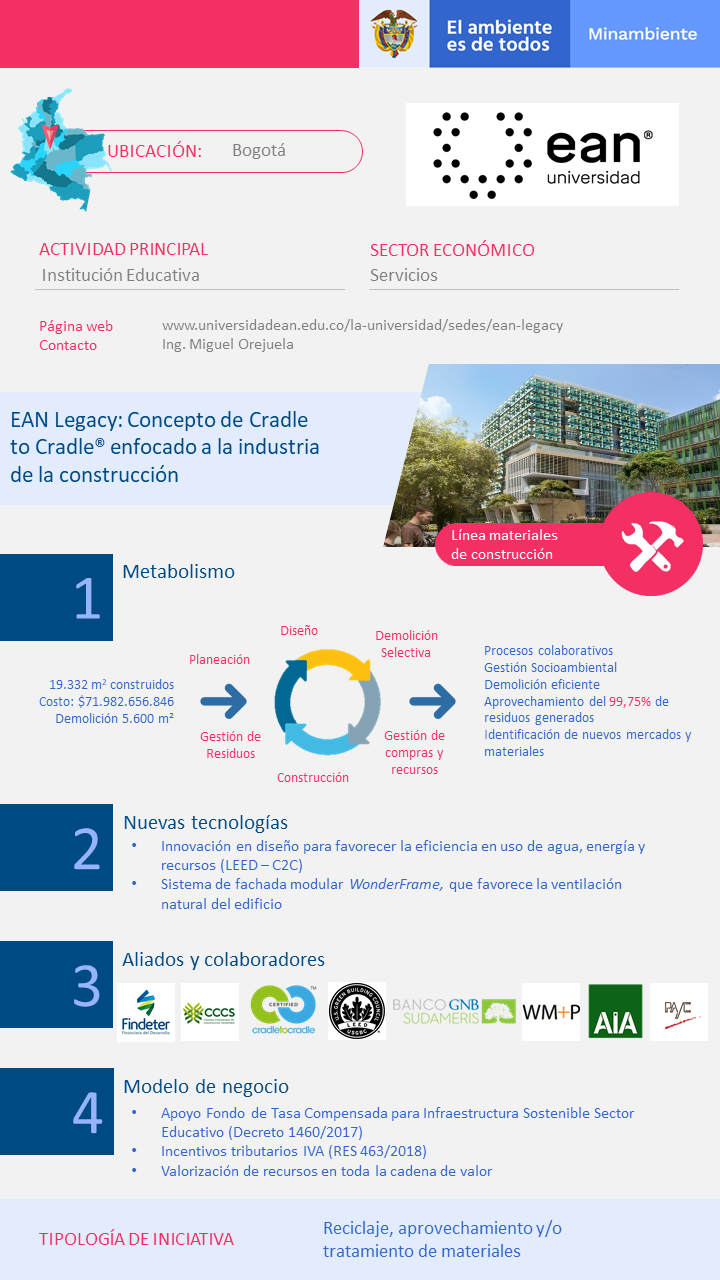 El ambiente
es de todos
Minambiente
UBICACIÓN:
Bogotá
ean®
universidad
ACTIVIDAD PRINCIPAL
Institución Educativa
SECTOR ECONÓMICO
Servicios
Página web
www.universidadean.edu.co/la-universidad/sedes/ean-legacy
Contacto
Ing. Miguel Orejuela
EAN Legacy: Concepto de Cradle
to Cradle® enfocado a la industria
de la construcción
Línea materiales
de construcción
1
Metabolismo
19.332 m² construidos
Costo: $71.982.656.846
Demolición 5.600 m²
Planeación
Gestión de
Residuos
Diseño
Demolición
Selectiva
Construcción
Gestión de
compras y
recursos
Procesos colaborativos
Gestión Socioambiental
Demolición eficiente
Aprovechamiento del 99,75% de
residuos generados
Identificación de nuevos mercados y
materiales
2
Nuevas tecnologías
• Innovación en diseño para favorecer la eficiencia en uso de agua, energía y
recursos (LEED – C2C)
• Sistema de fachada modular WonderFrame, que favorece la ventilación
natural del edificio
3
Aliados y colaboradores
Findeter
Financiera del Desarrollo
CCCS
CERTIFIED
cradletocradle™
U.S. GREEN BUILDING COUNCIL
LEED
USGBC
BANCO GNB
SUDAMERIS
WM+P
AIA
PAYC
4
Modelo de negocio
• Apoyo Fondo de Tasa Compensada para Infraestructura Sostenible Sector
Educativo (Decreto 1460/2017)
• Incentivos tributarios IVA (RES 463/2018)
• Valorización de recursos en toda la cadena de valor
TIPOLOGÍA DE INICIATIVA
Reciclaje, aprovechamiento y/o
tratamiento de materiales